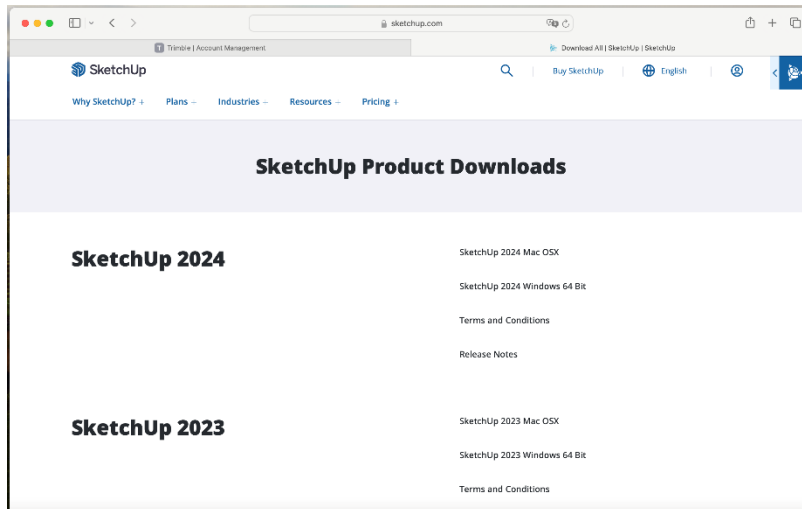 sketchup.com
Trimble | Account Management
Download All | SketchUp | SketchUp
SketchUp
Buy SketchUp
English
Why SketchUp? +
Plans –
Industries –
Resources –
Pricing +
SketchUp Product Downloads
SketchUp 2024
SketchUp 2024 Mac OSX
SketchUp 2024 Windows 64 Bit
Terms and Conditions
Release Notes
SketchUp 2023
SketchUp 2023 Mac OSX
SketchUp 2023 Windows 64 Bit
Terms and Conditions